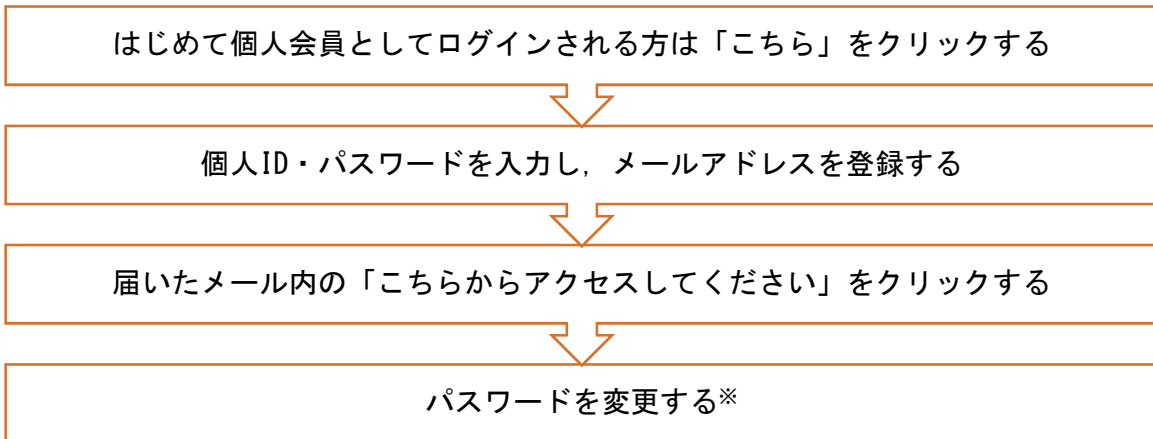 はじめて個人会員としてログインされる方は「こちら」をクリックする
個人ID・パスワードを入力し，メールアドレスを登録する
届いたメール内の「こちらからアクセスしてください」をクリックする
パスワードを変更する※